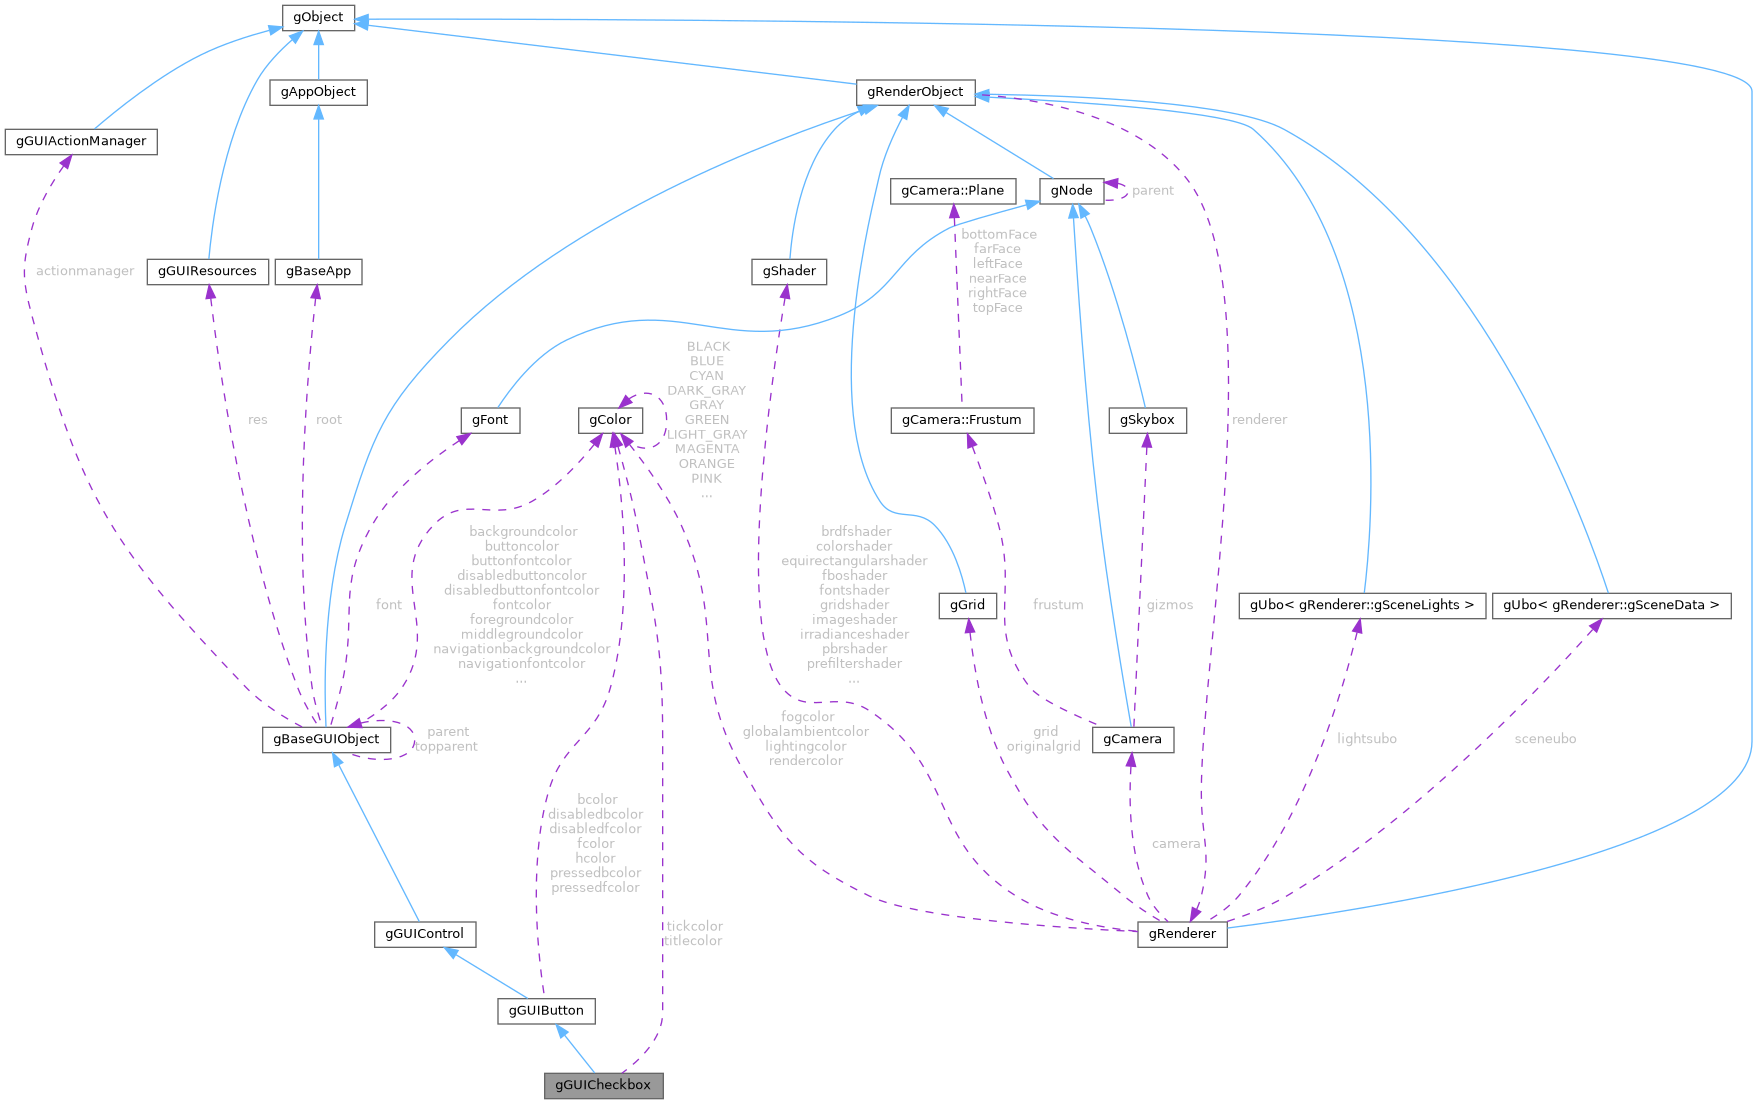 gObject
gAppObject
gRenderObject
gGUIActionManager
gCamera::Plane
gNode
parent
bottomFace
farFace
leftFace
nearFace
rightFace
topFace
actionmanager
gGUIResources
gBaseApp
gShader
BLACK
BLUE
CYAN
DARK_GRAY
GRAY
GREEN
LIGHT_GRAY
MAGENTA
ORANGE
PINK
...
res
root
gFont
gColor
gCamera::Frustum
gSkybox
renderer
backgroundcolor
buttoncolor
buttonfontcolor
disabledbuttoncolor
disabledbuttonfontcolor
fontcolor
foregroundcolor
middlegroundcolor
navigationbackgroundcolor
navigationfontcolor
...
brdfshader
colorshader
equirectangularshader
fboshader
fontshader
gridshader
imageshader
irradianceshader
pbrshader
prefiltershader
...
font
gGrid
frustum
gizmos
gUbo< gRenderer::gSceneLights >
gUbo< gRenderer::gSceneData >
gBaseGUIObject
parent
topparent
fogcolor
globalambientcolor
lightingcolor
rendercolor
grid
originalgrid
gCamera
lightsubo
sceneubo
bcolor
disabledbcolor
disabledfcolor
fcolor
hcolor
pressedbcolor
pressedfcolor
camera
gGUIControl
tickcolor
titlecolor
gRenderer
gGUIButton
gGUICheckbox